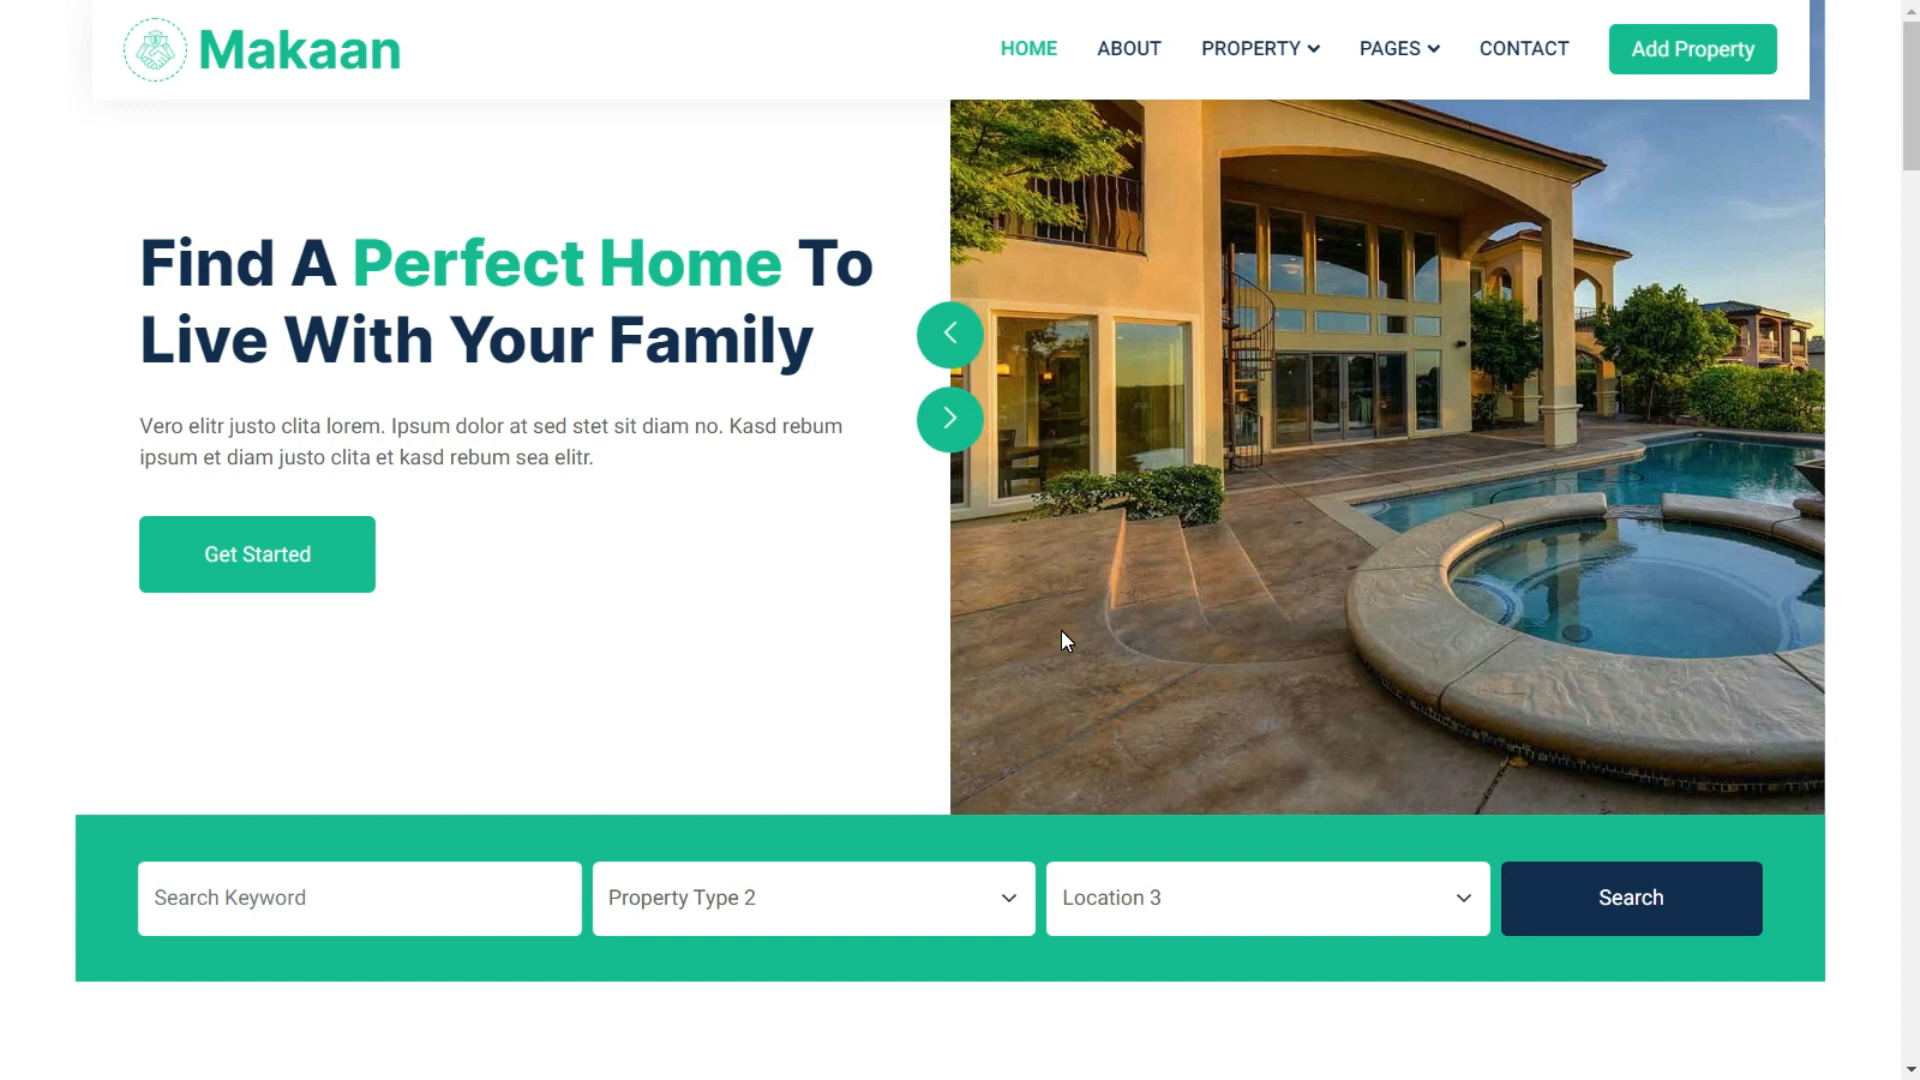 Makaan
HOME
ABOUT
PROPERTY
PAGES
CONTACT
Add Property
Find A Perfect Home To
Live With Your Family
Vero elitr justo clita lorem. Ipsum dolor at sed stet sit diam no. Kasd rebum
ipsum et diam justo clita et kasd rebum sea elitr.
Get Started
Search Keyword
Property Type 2
Location 3
Search